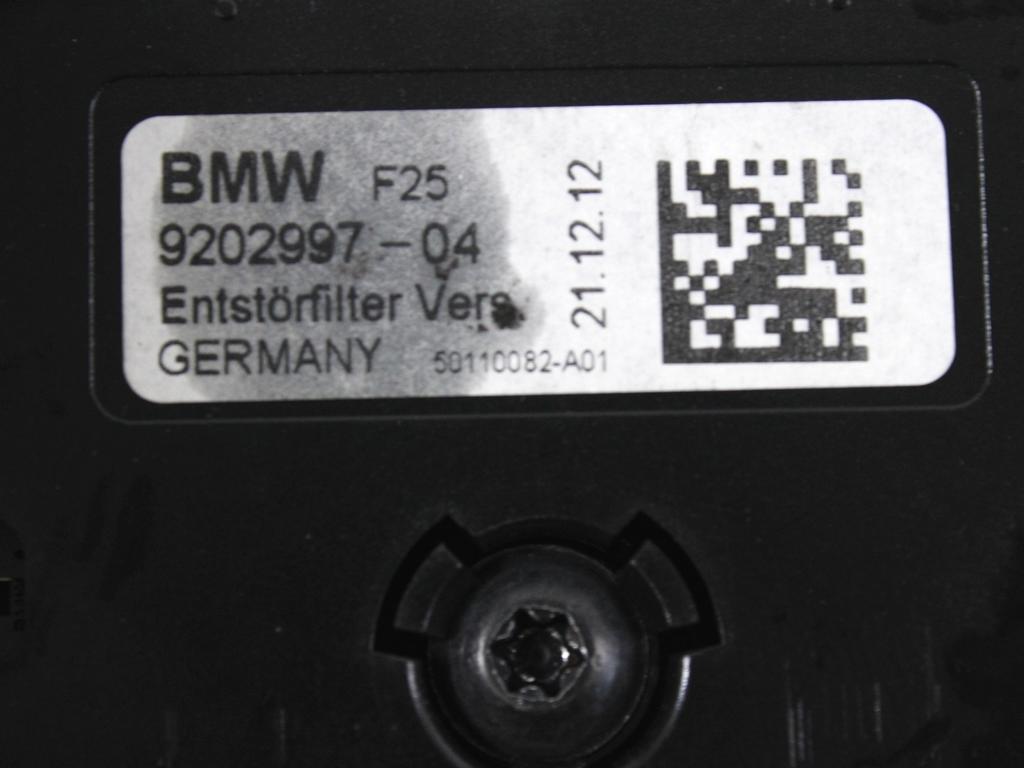 BMW F25
9202997-04
Entstörfilter Vers.
GERMANY 50110082-A01
21.12.12